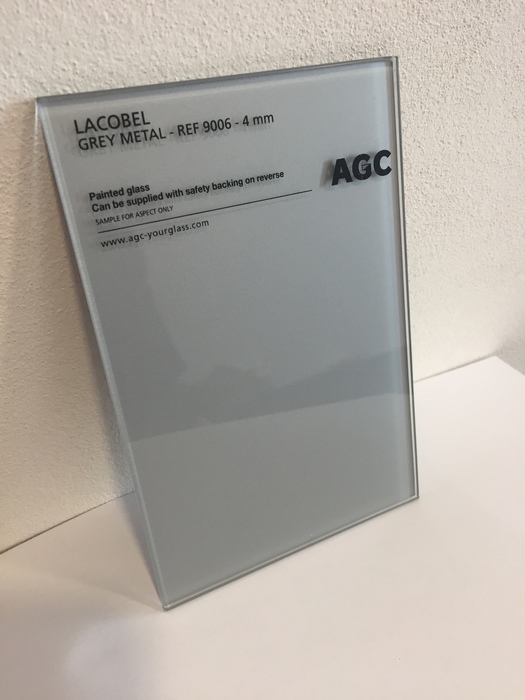 LACOBEL
GREY METAL - REF 9006 - 4 mm
AGC
Painted glass
Can be supplied with safety backing on reverse
SAMPLE FOR ASPECT ONLY
www.agc-yourglass.com